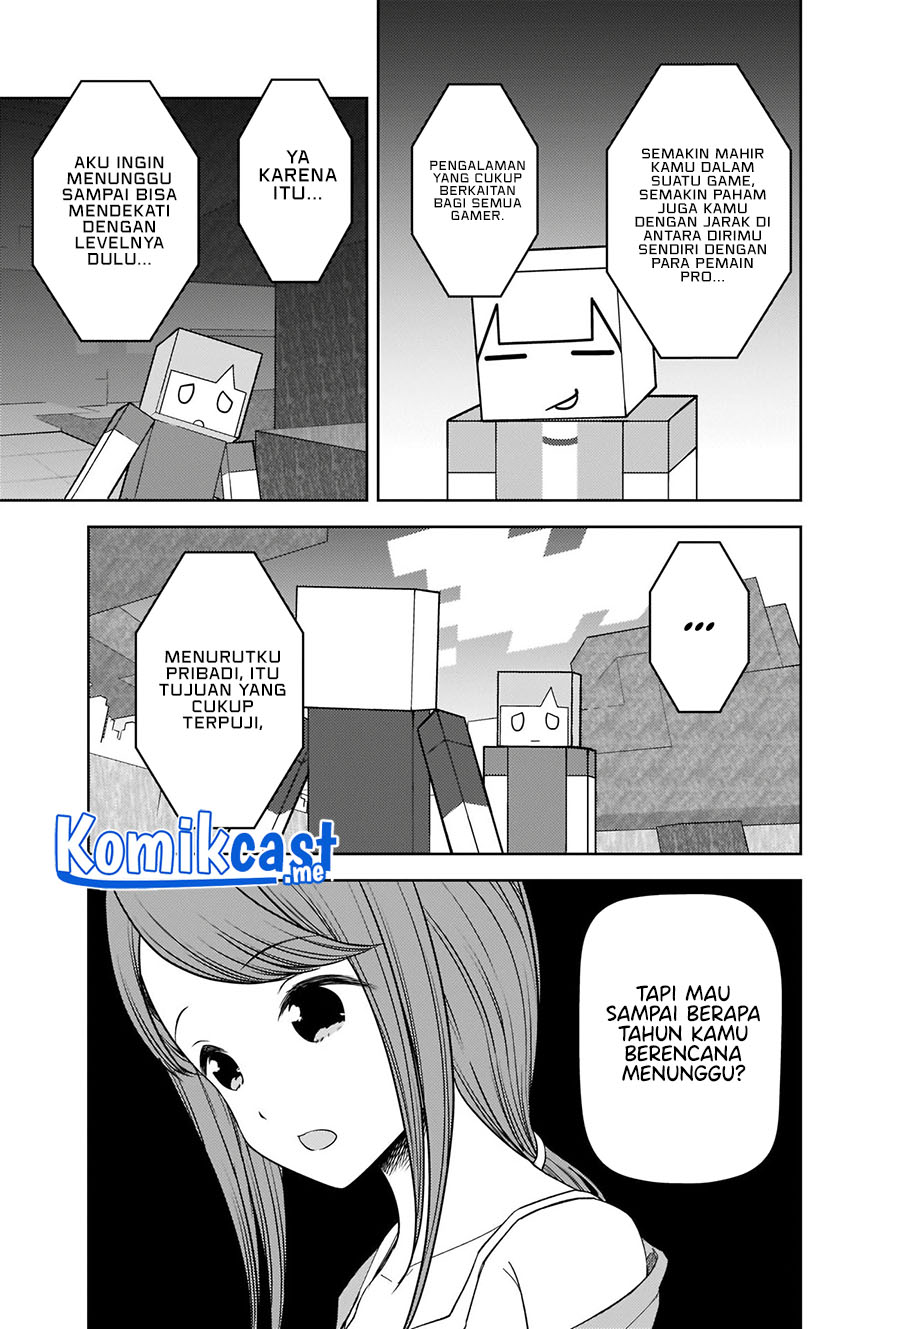 SEMAKIN MAHIR
KAMU DALAM
SUATU GAME,
SEMAKIN PAHAM
JUGA KAMU
DENGAN JARAK DI
ANTARA DIRIMU
SENDIRI DENGAN
PARA PEMAIN
PRO...
PENGALAMAN
YANG CUKUP
BERKAITAN
BAGI SEMUA
GAMER.
YA
KARENA
ITU...
AKU INGIN
MENUNGGU
SAMPAI BISA
MENDEKATI
DENGAN
LEVELNYA
DULU...
...
MENURUTKU
PRIBADI, ITU
TUJUAN YANG
CUKUP
TERPUJI,
Komikcast
.me
TAPI MAU
SAMPAI BERAPA
TAHUN KAMU
BERENCANA
MENUNGGU?